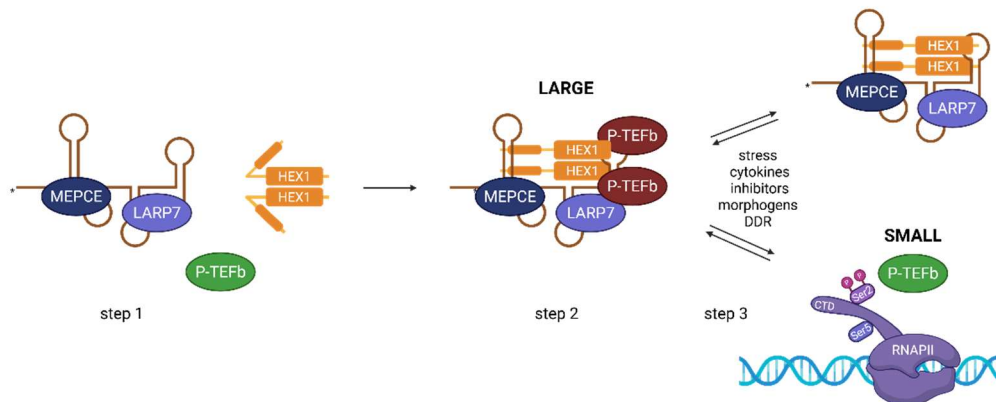 *
MEPCE
LARP7
HEX1
HEX1
P-TEFb
step 1
LARGE
*
MEPCE
HEX1
HEX1
LARP7
P-TEFb
P-TEFb
step 2
stress
cytokines
inhibitors
morphogens
DDR
step 3
*
MEPCE
HEX1
HEX1
LARP7
SMALL
P-TEFb
P
P
Ser2
CTD
Ser5
RNAPII